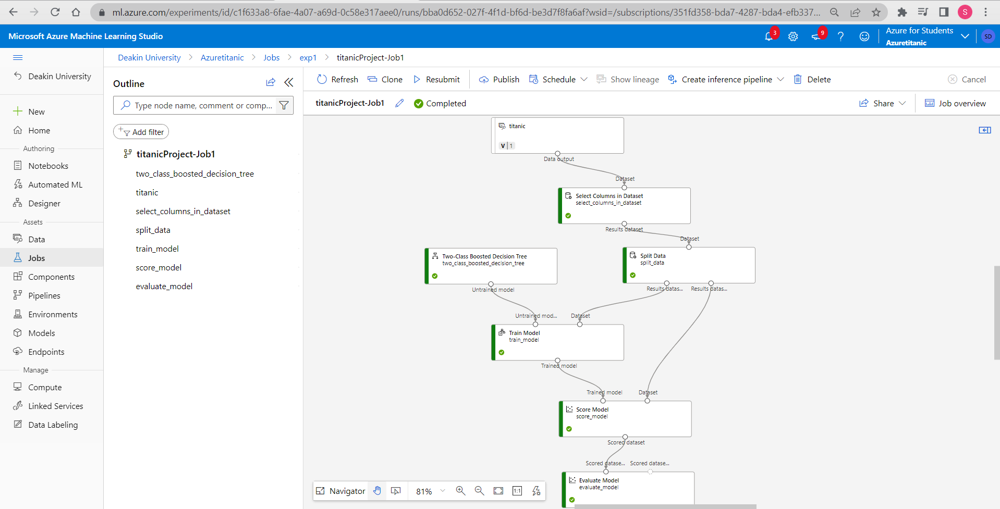 ml.azure.com/experiments/id/c1f633a8-6fae-4a07-a69d-0c58e317aee0/runs/bba0d652-027f-4f1d-bf6d-be3d7f8fa6af?wsid=/subscriptions/351fd358-bda7-4287-bda4-efb337...
S
Microsoft Azure Machine Learning Studio
3
9
Azure for Students
Azuretitanic
SD
Deakin University
New
Home
Authoring
Notebooks
Automated ML
Designer
Assets
Data
Jobs
Components
Pipelines
Environments
Models
Endpoints
Manage
Compute
Linked Services
Data Labeling
Deakin University > Azuretitanic > Jobs > exp1 > titanicProject-Job1
Outline
Type node name, comment or comp...
Add filter
titanicProject-Job1
two_class_boosted_decision_tree
titanic
select_columns_in_dataset
split_data
train_model
score_model
evaluate_model
Refresh Clone Resubmit Publish Schedule Show lineage Create inference pipeline Delete Cancel
titanicProject-Job1 Completed Share Job overview
titanic
V | 1
Data output
Dataset
Select Columns in Dataset
select_columns_in_dataset
Results dataset
Dataset
Two-Class Boosted Decision Tree
two_class_boosted_decision_tree
Untrained model
Split Data
split_data
Results datas... Results datas...
Untrained mod... Dataset
Train Model
train_model
Trained model
Trained model Dataset
Score Model
score_model
Scored dataset
Scored datase... Scored datase...
Evaluate Model
evaluate_model
Navigator 81% 1:1